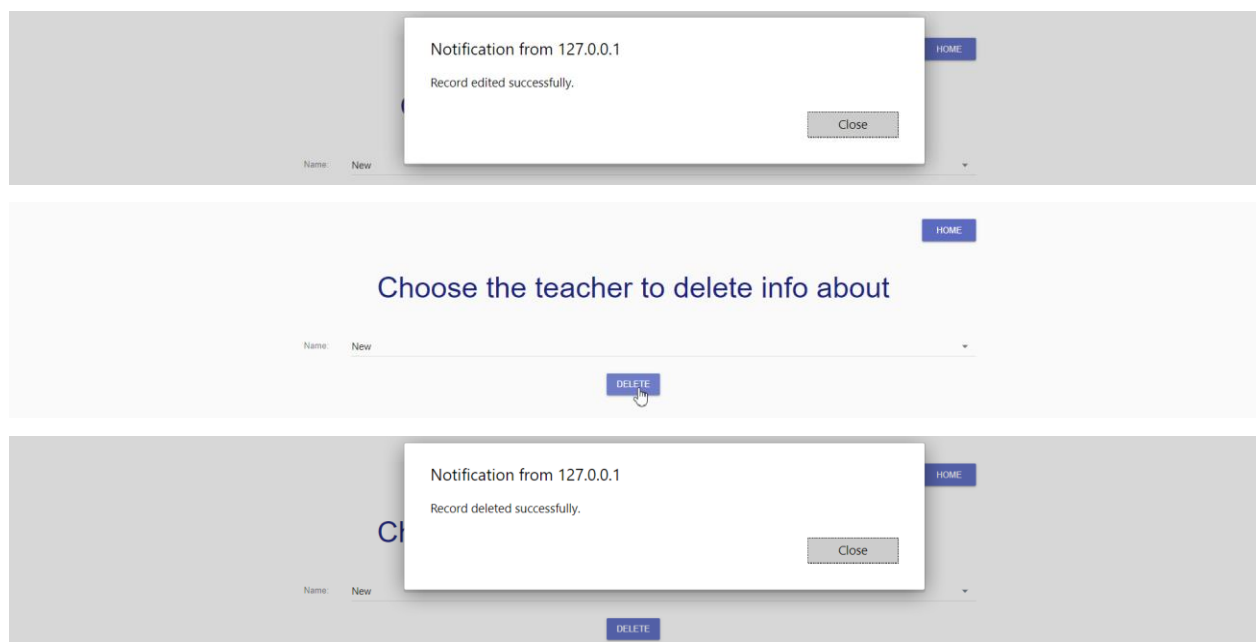 Notification from 127.0.0.1
HOME
Record edited successfully.
Close
Name: New
HOME
Choose the teacher to delete info about
Name: New
DELETE
Notification from 127.0.0.1
HOME
Record deleted successfully.
Ch
Close
Name: New
DELETE